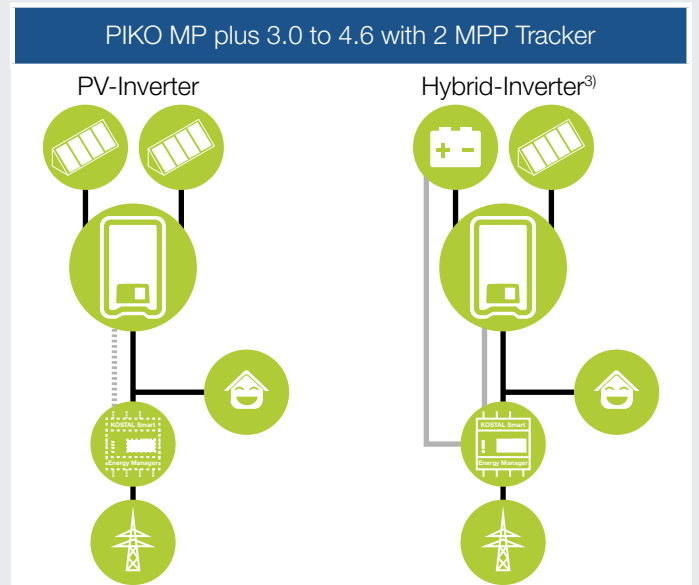 PIKO MP plus 3.0 to 4.6 with 2 MPP Tracker
PV-Inverter
Hybrid-Inverter³⁾
KOSTAL Smart
Energy Manager
KOSTAL Smart
Energy Manager